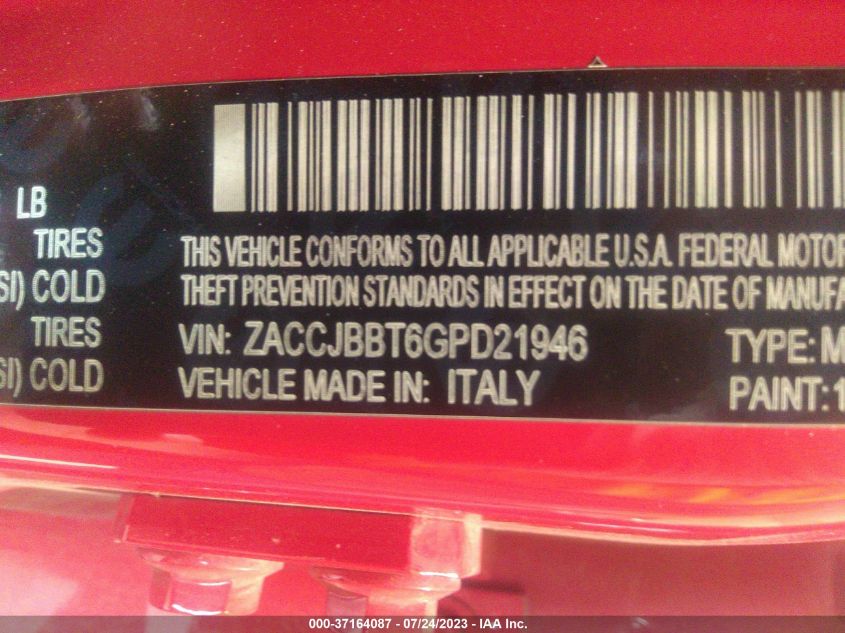 LB
TIRES
SI) COLD
TIRES
SI) COLD
THIS VEHICLE CONFORMS TO ALL APPLICABLE U.S.A. FEDERAL MOTOR
THEFT PREVENTION STANDARDS IN EFFECT ON THE DATE OF MANUFA
VIN: ZACCJBBT6GPD21946 TYPE: M
VEHICLE MADE IN: ITALY PAINT: 1
000-37164087 - 07/24/2023 - IAA Inc.